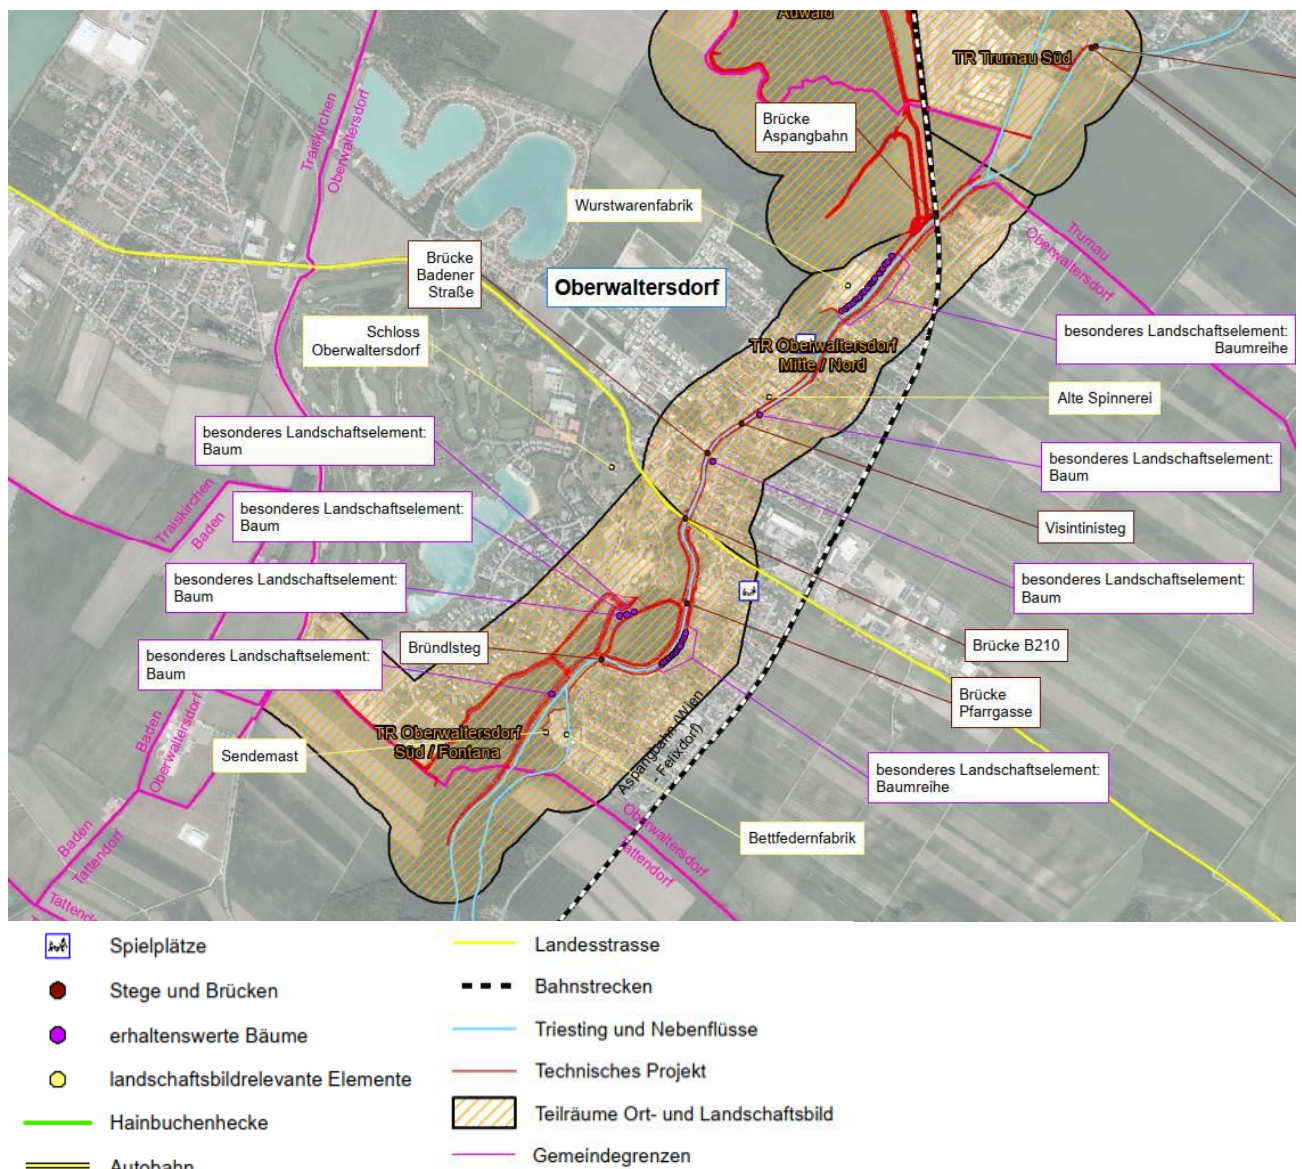 Auwald
TR Trumau Süd
Traiskirchen
Oberwaltersdorf
Brücke
Aspangbahn
Wurstwarenfabrik
Trumau
Oberwaltersdorf
Brücke
Badener
Straße
Oberwaltersdorf
Schloss
Oberwaltersdorf
besonderes Landschaftselement:
Baumreihe
TR Oberwaltersdorf
Mitte / Nord
Alte Spinnerei
besonderes Landschaftselement:
Baum
besonderes Landschaftselement:
Baum
Traiskirchen
Baden
besonderes Landschaftselement:
Baum
Visintinisteg
besonderes Landschaftselement:
Baum
besonderes Landschaftselement:
Baum
besonderes Landschaftselement:
Baum
Bründlsteg
Brücke B210
Brücke
Pfarrgasse
Baden
Oberwaltersdorf
TR Oberwaltersdorf
Süd / Fontana
Sendemast
Aspangbahn (Wien
- Felixdorf)
besonderes Landschaftselement:
Baumreihe
Bettfedernfabrik
Oberwaltersdorf
Tattendorf
Baden
Tattendorf
Tattendorf
Spielplätze
Stege und Brücken
erhaltenswerte Bäume
landschaftsbildrelevante Elemente
Hainbuchenhecke
Autobahn
Landesstrasse
Bahnstrecken
Triesting und Nebenflüsse
Technisches Projekt
Teilräume Ort- und Landschaftsbild
Gemeindegrenzen